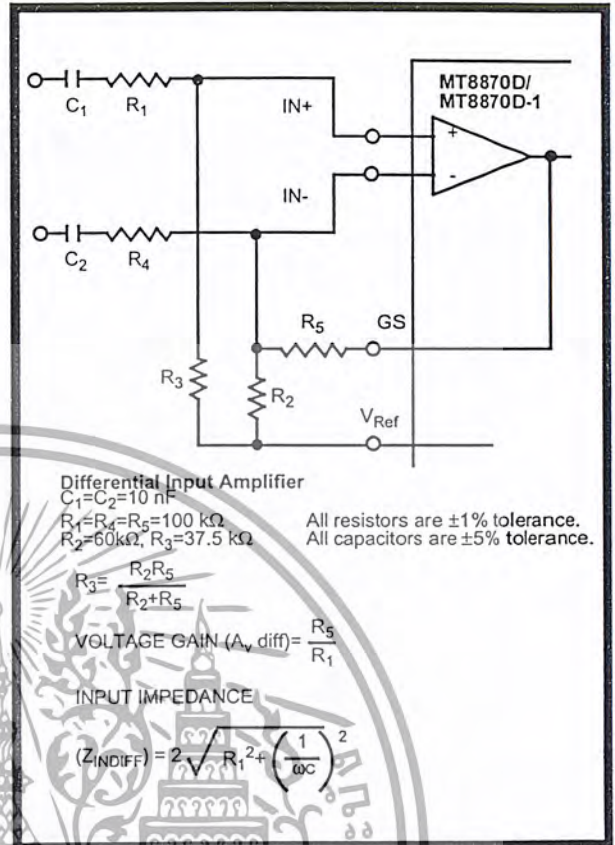 MT8870D/
MT8870D-1
C₁ R₁ IN+
+
-
IN-
C₂ R₄
R₅ GS
R₃ R₂
V_Ref
Differential Input Amplifier
C₁=C₂=10 nF
R₁=R₄=R₅=100 kΩ All resistors are ±1% tolerance.
R₂=60kΩ, R₃=37.5 kΩ All capacitors are ±5% tolerance.
R₃= R₂R₅ / R₂+R₅
VOLTAGE GAIN (Aᵥ diff)= R₅ / R₁
INPUT IMPEDANCE
(Z_INDIFF) = 2√ R₁²+ (1/ωc)²